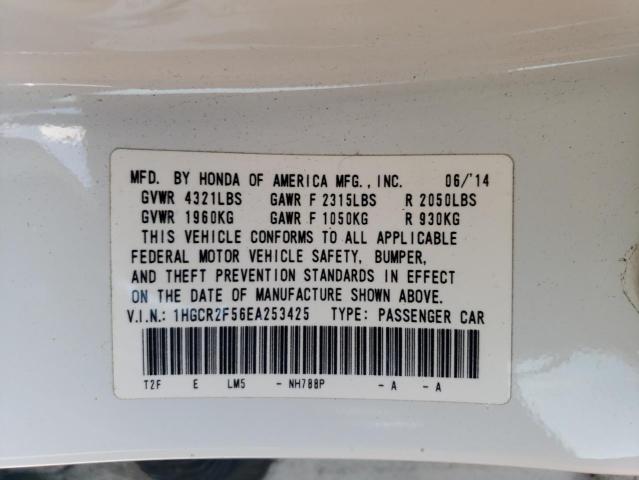 MFD. BY HONDA OF AMERICA MFG., INC. 06/'14
GVWR 4321LBS GAWR F 2315LBS R 2050LBS
GVWR 1960KG GAWR F 1050KG R 930KG
THIS VEHICLE CONFORMS TO ALL APPLICABLE
FEDERAL MOTOR VEHICLE SAFETY, BUMPER,
AND THEFT PREVENTION STANDARDS IN EFFECT
ON THE DATE OF MANUFACTURE SHOWN ABOVE.
V.I.N.: 1HGCR2F56EA253425 TYPE: PASSENGER CAR
T2F E LM5 - NH788P - A - A